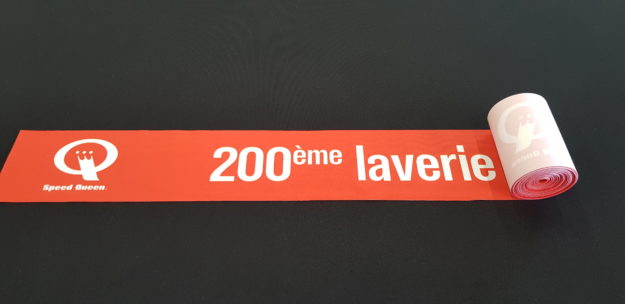 200ème laverie
Speed Queen